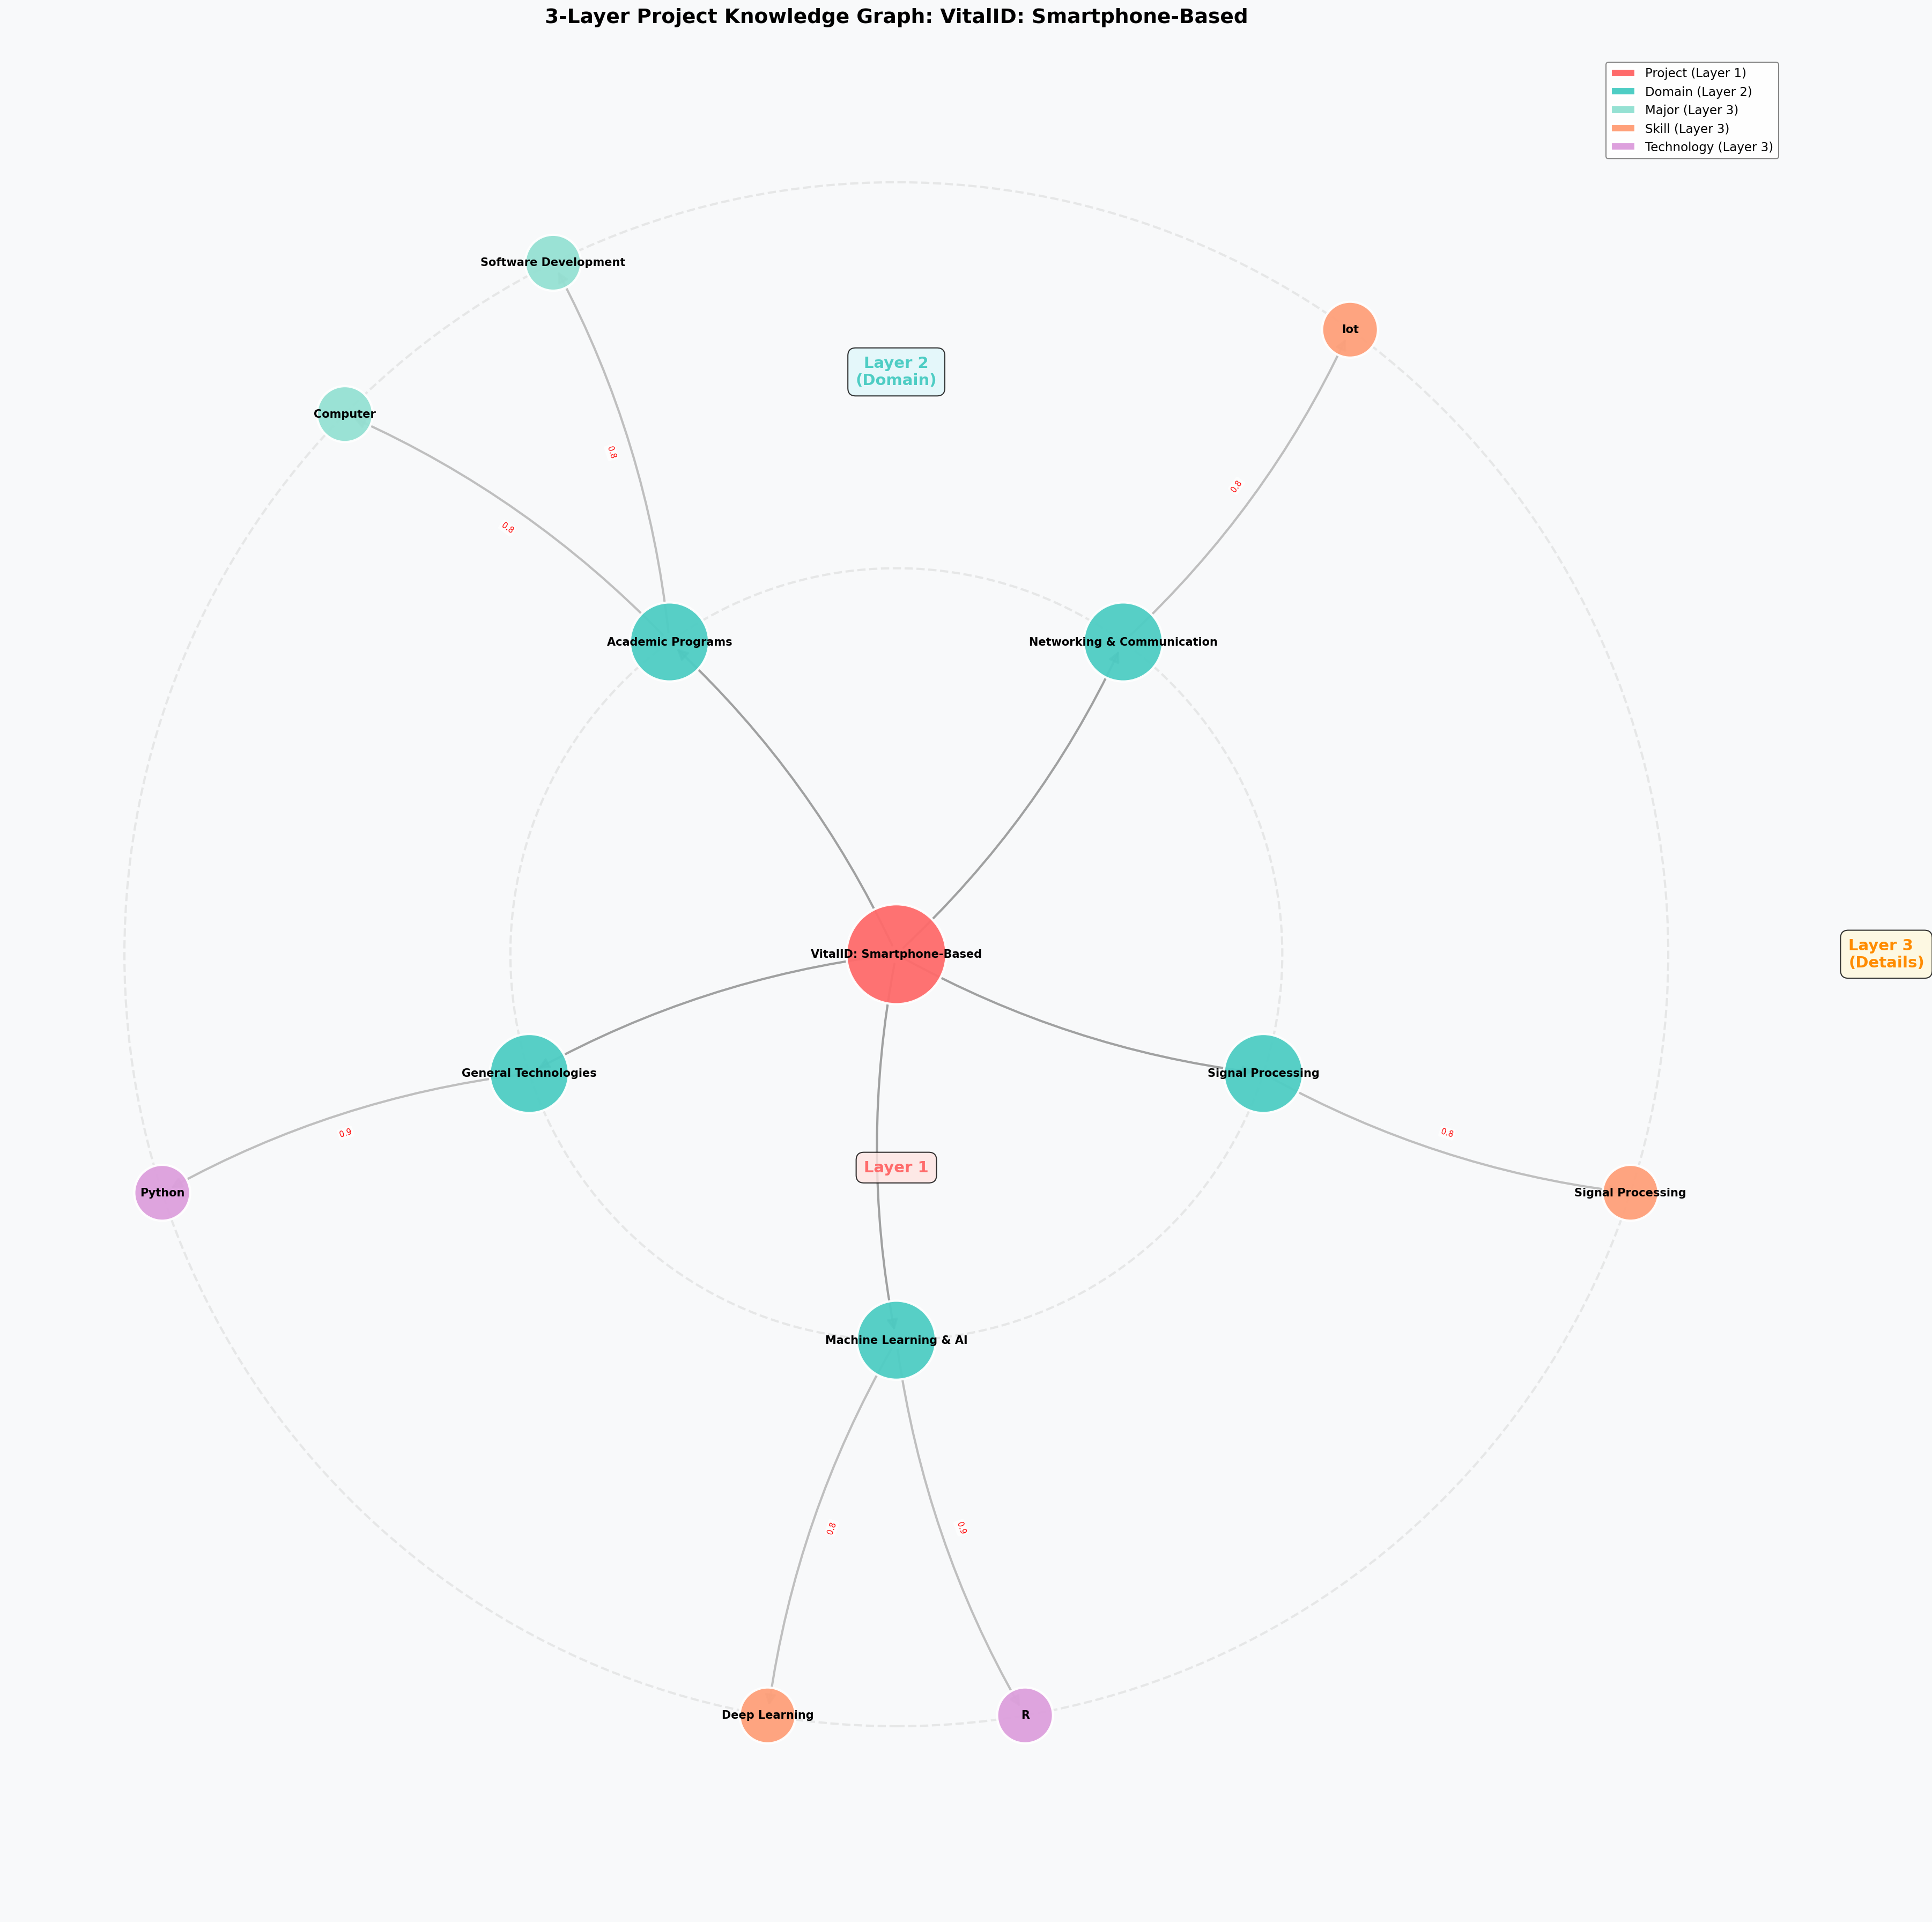 3-Layer Project Knowledge Graph: VitalID: Smartphone-Based
Project (Layer 1)
Domain (Layer 2)
Major (Layer 3)
Skill (Layer 3)
Technology (Layer 3)
Software Development
Iot
Layer 2
(Domain)
Computer
0.8
0.8
0.8
Academic Programs
Networking & Communication
VitalID: Smartphone-Based
Layer 3
(Details)
General Technologies
Signal Processing
0.9
0.8
Layer 1
Python
Signal Processing
Machine Learning & AI
0.8
0.9
Deep Learning
R